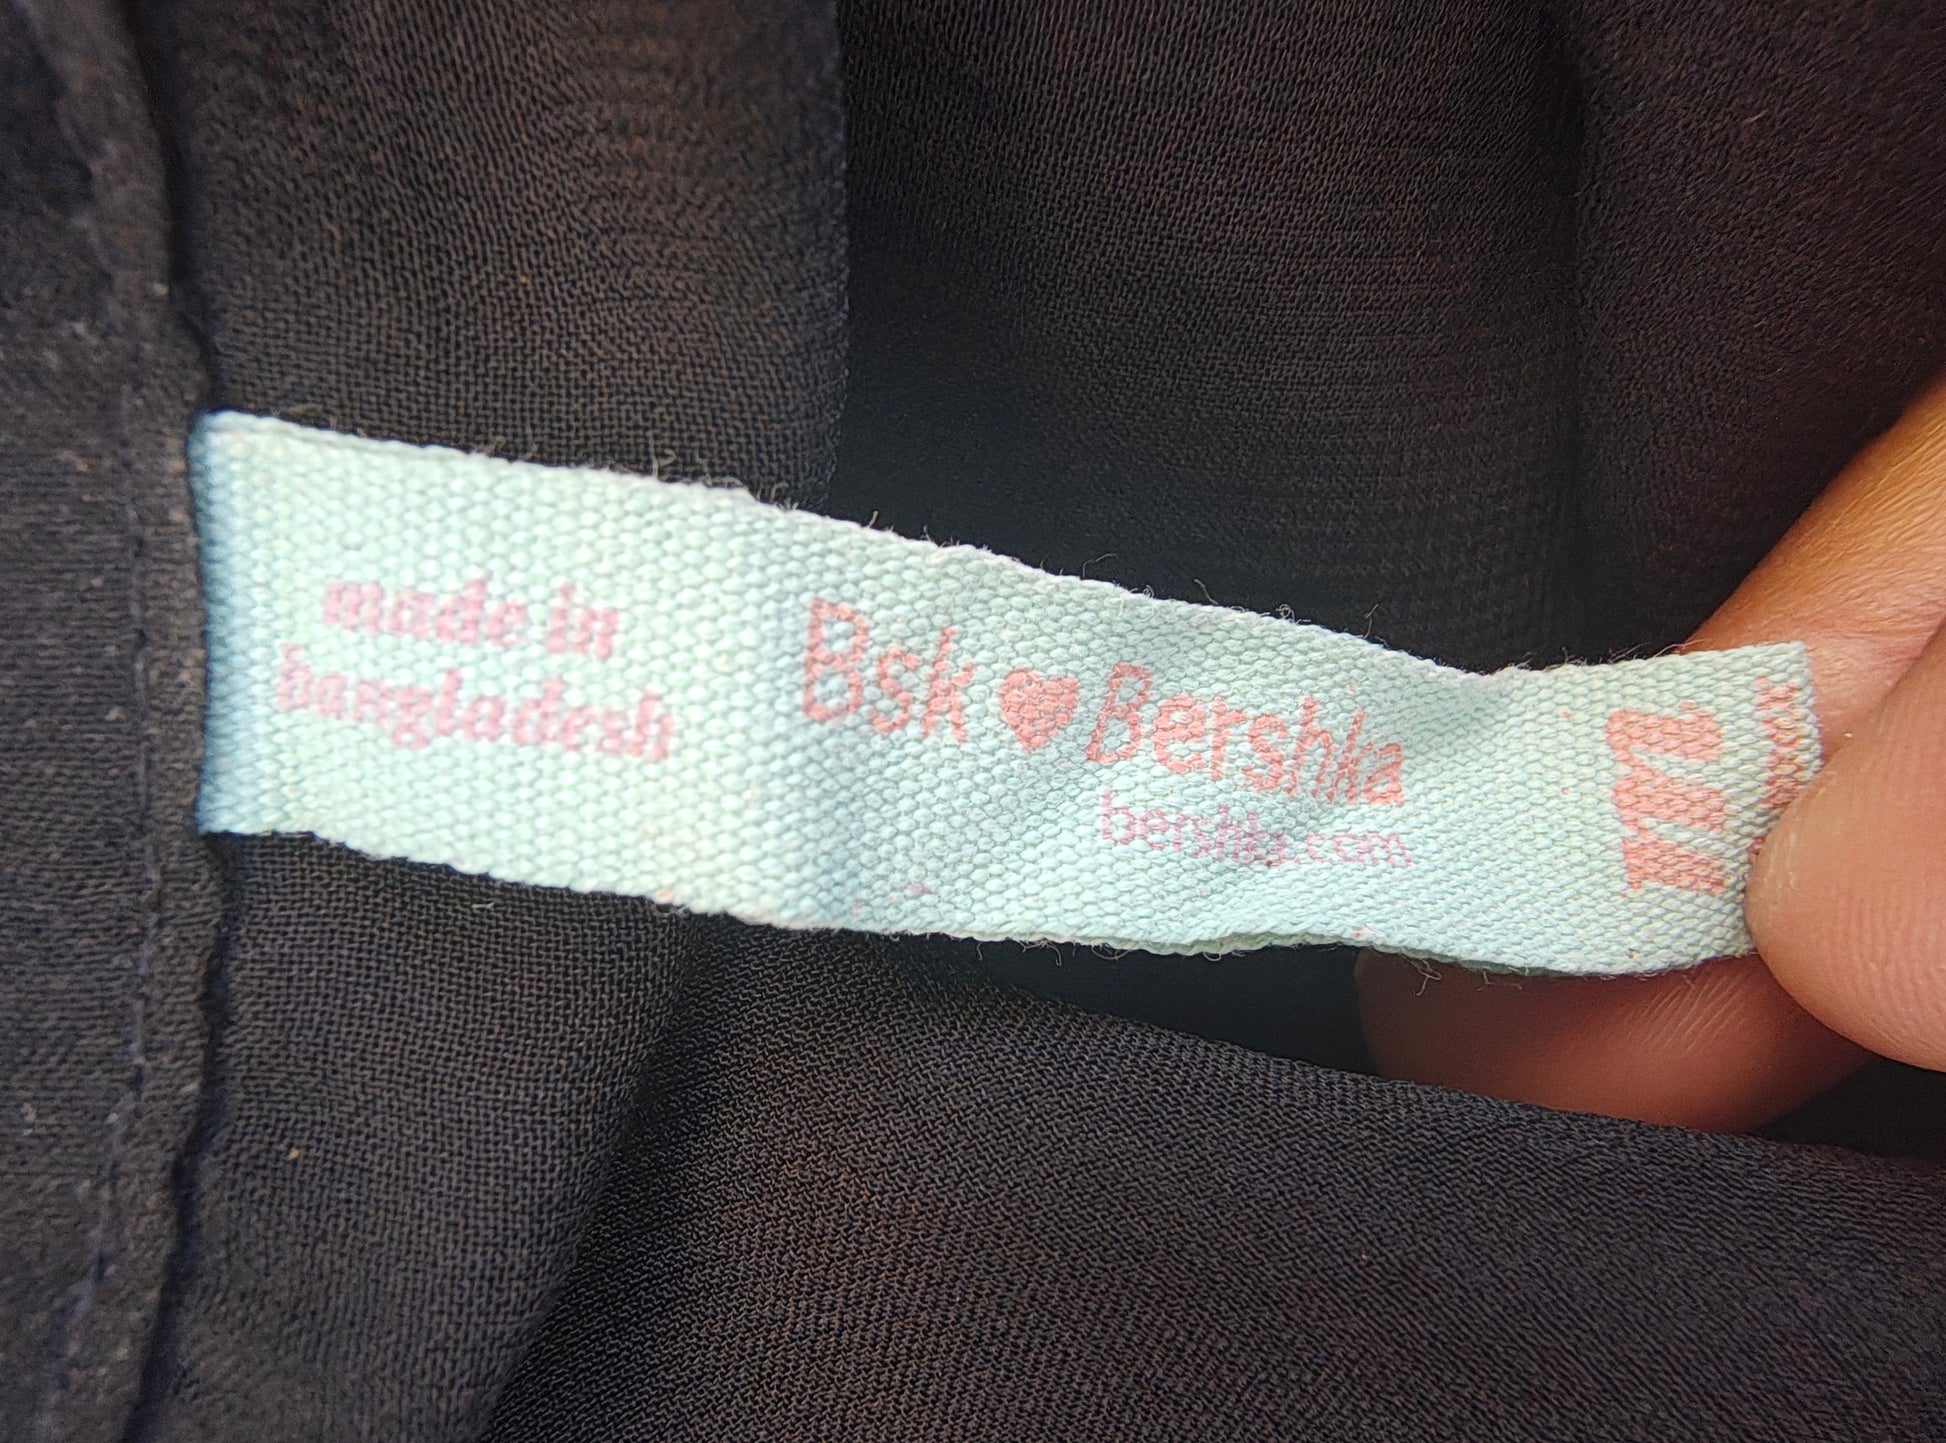 made in
bangladesh
Bsk ♥ Bershka
bershka.com
m